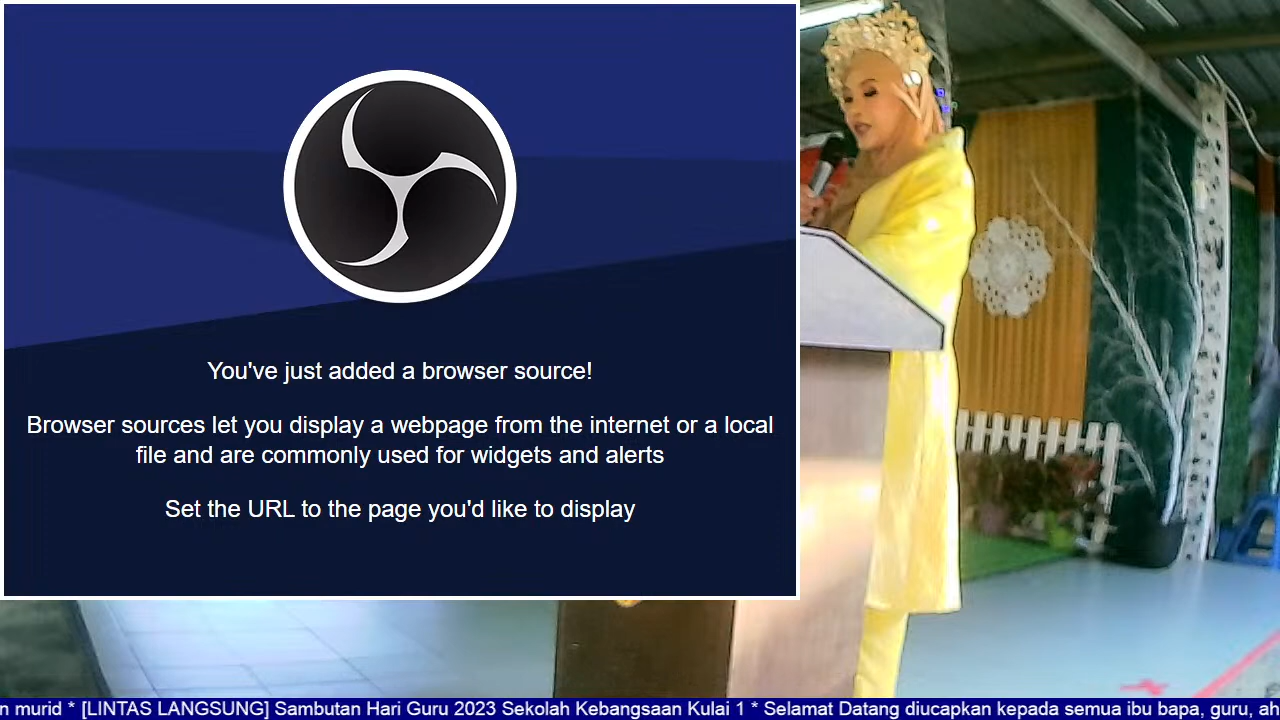 You've just added a browser source!
Browser sources let you display a webpage from the internet or a local
file and are commonly used for widgets and alerts
Set the URL to the page you'd like to display
murid * [LINTAS LANGSUNG] Sambutan Hari Guru 2023 Sekolah Kebangsaan Kulai 1 * Selamat Datang diucapkan kepada semua ibu bapa, guru,